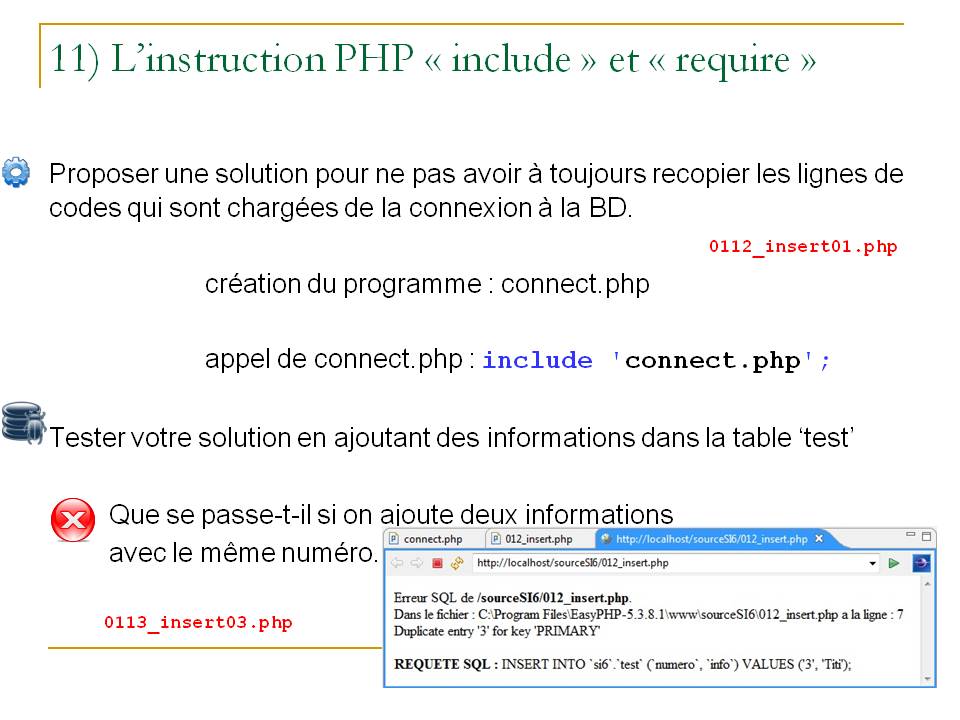 11) L’instruction PHP « include » et « require »
Proposer une solution pour ne pas avoir à toujours recopier les lignes de
codes qui sont chargées de la connexion à la BD.
0112_insert01.php
création du programme : connect.php
appel de connect.php : include 'connect.php';
Tester votre solution en ajoutant des informations dans la table ‘test’
Que se passe-t-il si on ajoute deux informations
avec le même numéro.
0113_insert03.php
connect.php 012_insert.php http://localhost/sourceSI6/012_insert.php
http://localhost/sourceSI6/012_insert.php
Erreur SQL de /sourceSI6/012_insert.php.
Dans le fichier : C:\Program Files\EasyPHP-5.3.8.1\www\sourceSI6\012_insert.php a la ligne : 7
Duplicate entry '3' for key 'PRIMARY'
REQUETE SQL : INSERT INTO `si6`.`test` (`numero`, `info`) VALUES ('3', 'Titi');